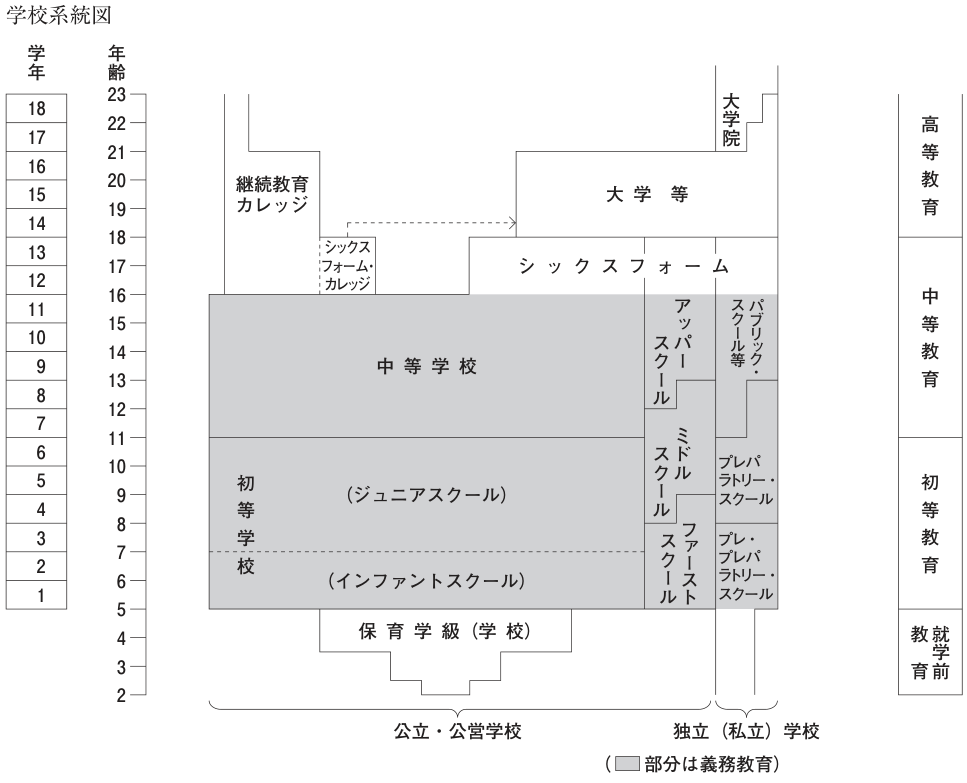 学校系統図
学年
年齢
18
17
16
15
14
13
12
11
10
9
8
7
6
5
4
3
2
1
23
22
21
20
19
18
17
16
15
14
13
12
11
10
9
8
7
6
5
4
3
2
継続教育
カレッジ
シックス
フォーム・
カレッジ
大学院
大学等
シックスフォーム
中等学校
アッパー
スクール
パブリック・
スクール等
ミドル
スクール
プレパ
ラトリー・
スクール
初等学校
(ジュニアスクール)
(インファントスクール)
ファースト
スクール
プレ・
プレパ
ラトリー・
スクール
保育学級(学校)
高等教育
中等教育
初等教育
就学前
教育
公立・公営学校
独立(私立)学校
(部分は義務教育)